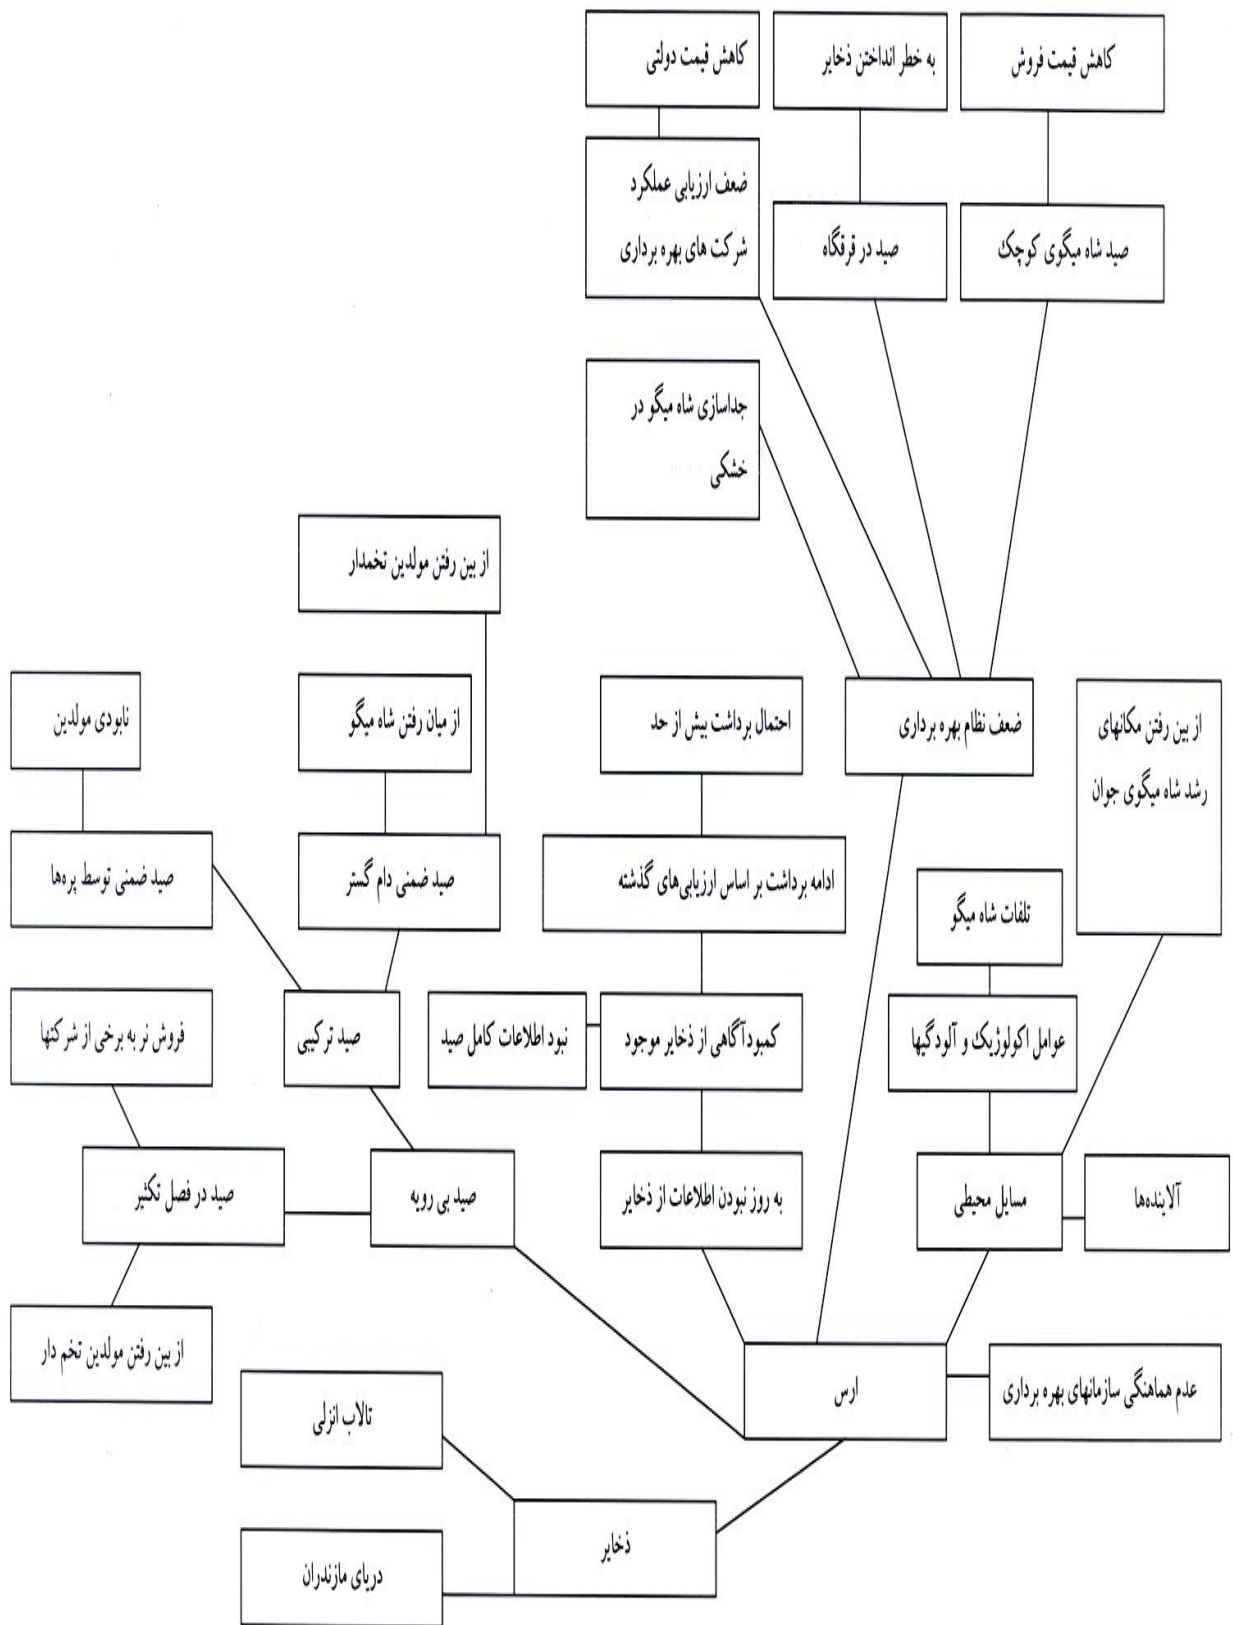 کاهش قیمت فروش
به خطر انداختن ذخایر
کاهش قیمت دولتی
صید شاه میگوی کوچک
صید در قرقگاه
ضعف ارزیابی عملکرد
شرکت های بهره برداری
جداسازی شاه میگو در
خشکی
از بین رفتن مولدین تخمدار
از بین رفتن مکانهای
رشد شاه میگوی جوان
ضعف نظام بهره برداری
احتمال برداشت بیش از حد
از میان رفتن شاه میگو
نابودی مولدین
تلفات شاه میگو
ادامه برداشت بر اساس ارزیابی‌های گذشته
صید ضمنی دام گستر
صید ضمنی توسط پره‌ها
عوامل اکولوژیک و آلودگیها
کمبودآگاهی از ذخایر موجود
نبود اطلاعات کامل صید
صید ترکیبی
فروش نر به برخی از شرکتها
آلاینده‌ها
مسایل محیطی
به روز نبودن اطلاعات از ذخایر
صید بی رویه
صید در فصل تکثیر
عدم هماهنگی سازمانهای بهره برداری
ارس
از بین رفتن مولدین تخم دار
تالاب انزلی
ذخایر
دریای مازندران